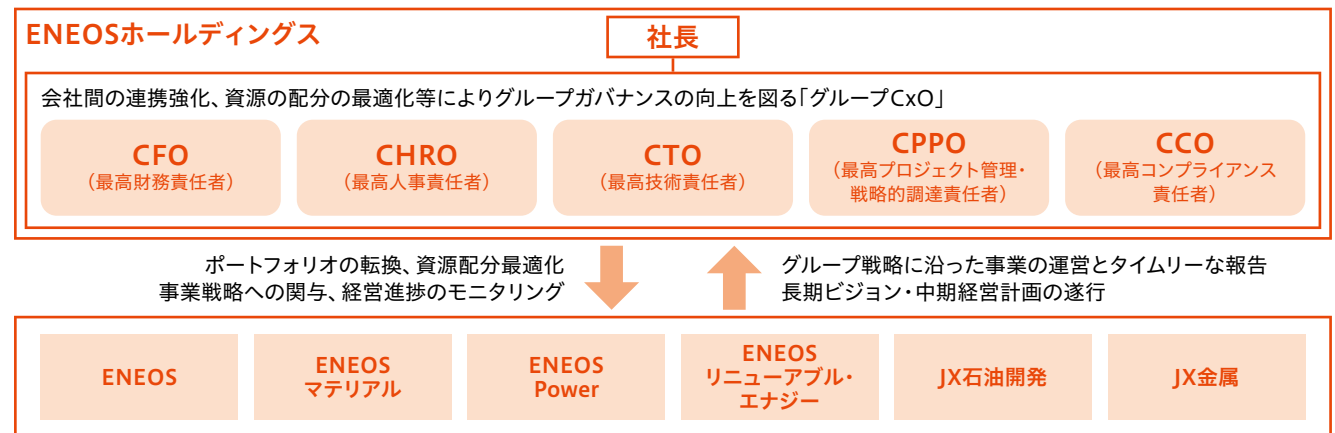 ENEOSホールディングス
社長
会社間の連携強化、資源の配分の最適化等によりグループガバナンスの向上を図る「グループCxO」
CFO
（最高財務責任者）
CHRO
（最高人事責任者）
CTO
（最高技術責任者）
CPPO
（最高プロジェクト管理・
戦略的調達責任者）
CCO
（最高コンプライアンス
責任者）
ポートフォリオの転換、資源配分最適化
事業戦略への関与、経営進捗のモニタリング
グループ戦略に沿った事業の運営とタイムリーな報告
長期ビジョン・中期経営計画の遂行
ENEOS
ENEOS
マテリアル
ENEOS
Power
ENEOS
リニューアブル・
エナジー
JX石油開発
JX金属